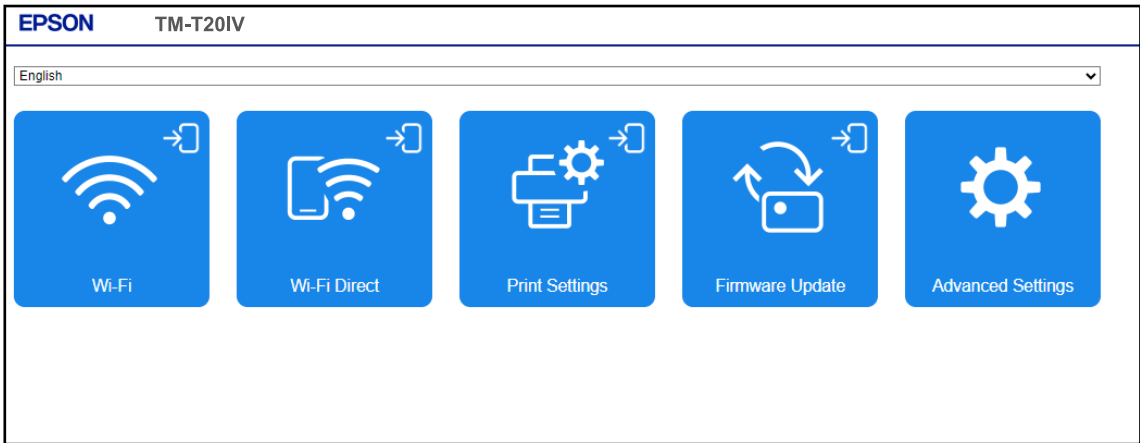 EPSON TM-T20IV
English
Wi-Fi Wi-Fi Direct Print Settings Firmware Update Advanced Settings